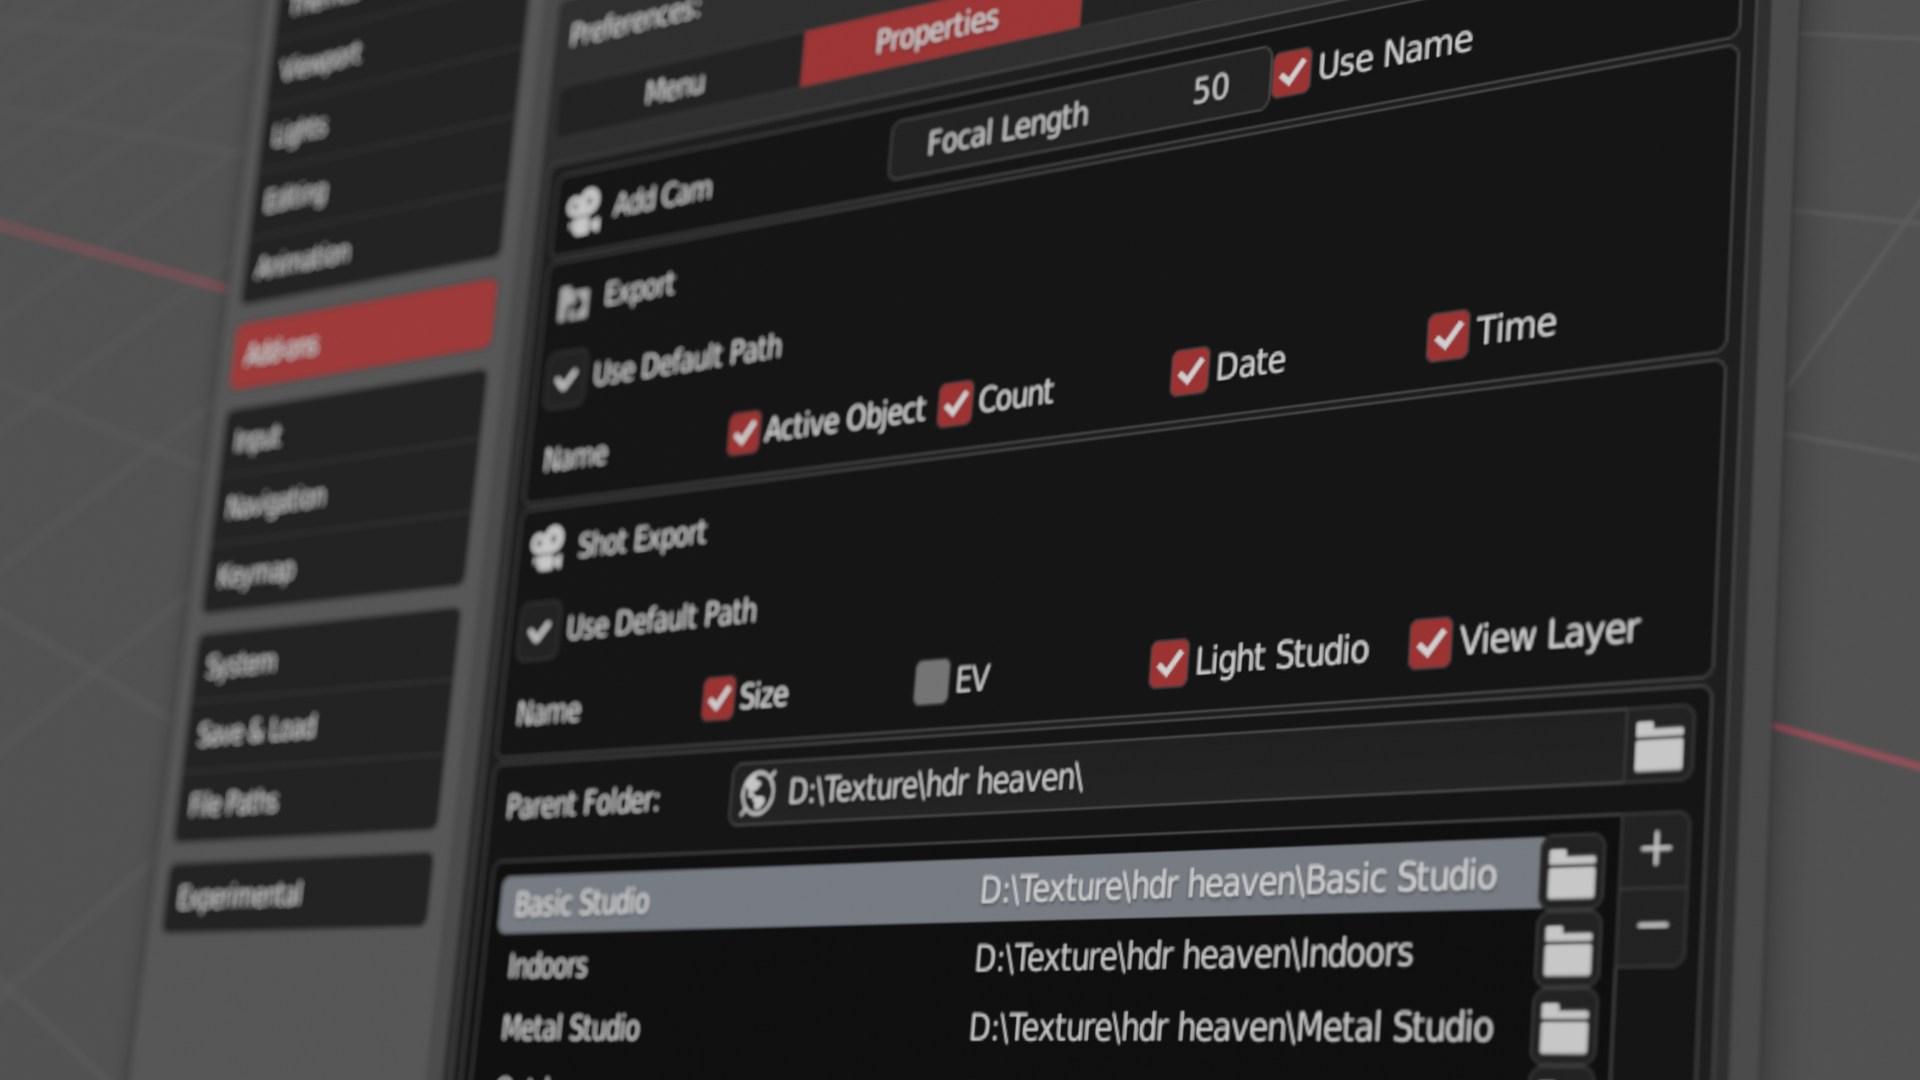 Themes
Viewport
Lights
Editing
Animation
Add-ons
Input
Navigation
Keymap
System
Save & Load
File Paths
Experimental
Preferences:
Menu
Properties
Add Cam
Focal Length 50
Use Name
Export
Use Default Path
Name
Active Object
Count
Date
Time
Shot Export
Use Default Path
Name
Size
EV
Light Studio
View Layer
Parent Folder: D:\Texture\hdr heaven\
Basic Studio D:\Texture\hdr heaven\Basic Studio
Indoors D:\Texture\hdr heaven\Indoors
Metal Studio D:\Texture\hdr heaven\Metal Studio